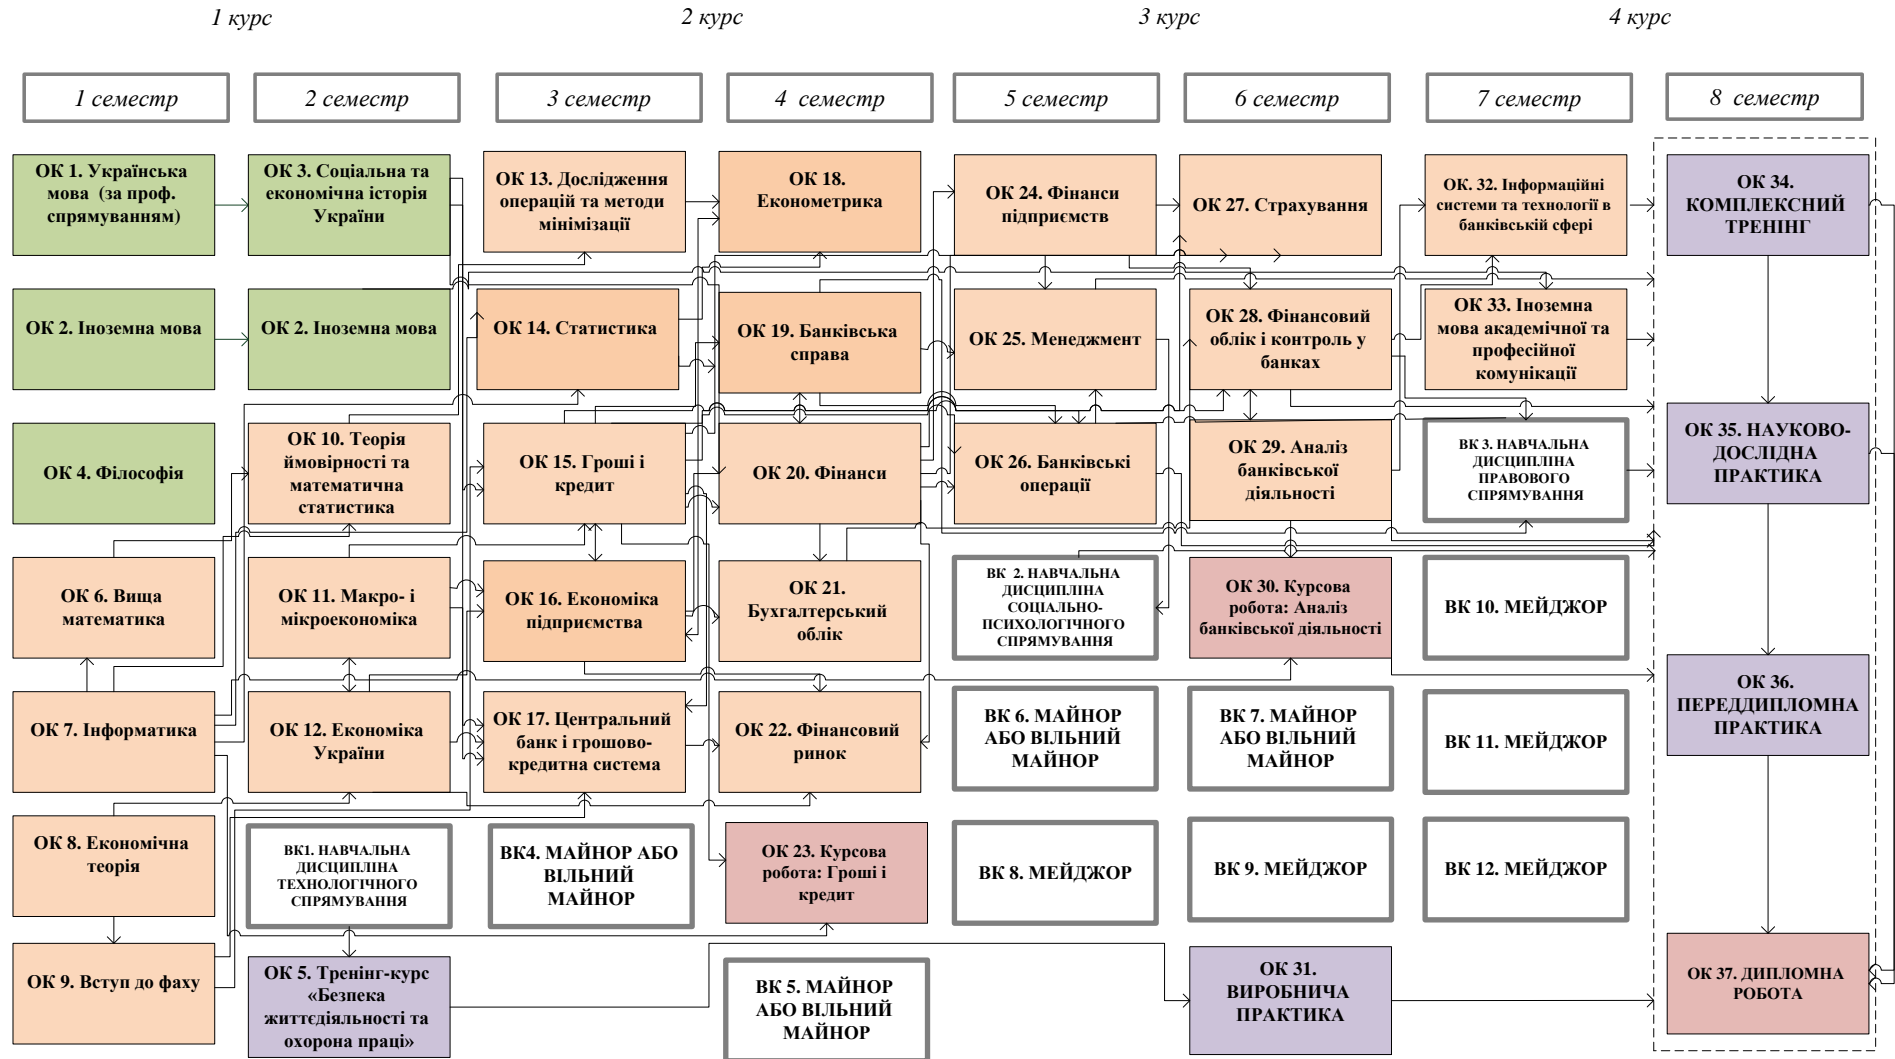 1 курс
2 курс
3 курс
4 курс
1 семестр
2 семестр
3 семестр
4 семестр
5 семестр
6 семестр
7 семестр
8 семестр
ОК 1. Українська
мова (за проф.
спрямуванням)
ОК 2. Іноземна мова
ОК 4. Філософія
ОК 6. Вища
математика
ОК 7. Інформатика
ОК 8. Економічна
теорія
ОК 9. Вступ до фаху
ОК 3. Соціальна та
економічна історія
України
ОК 2. Іноземна мова
ОК 10. Теорія
ймовірності та
математична
статистика
ОК 11. Макро- і
мікроекономіка
ОК 12. Економіка
України
ВК1. НАВЧАЛЬНА
ДИСЦИПЛІНА
ТЕХНОЛОГІЧНОГО
СПРЯМУВАННЯ
ОК 5. Тренінг-курс
«Безпека
життєдіяльності та
охорона праці»
ОК 13. Дослідження
операцій та методи
мінімізації
ОК 14. Статистика
ОК 15. Гроші і
кредит
ОК 16. Економіка
підприємства
ОК 17. Центральний
банк і грошово-
кредитна система
ВК4. МАЙНОР АБО
ВІЛЬНИЙ
МАЙНОР
ОК 18.
Економетрика
ОК 19. Банківська
справа
ОК 20. Фінанси
ОК 21.
Бухгалтерський
облік
ОК 22. Фінансовий
ринок
ОК 23. Курсова
робота: Гроші і
кредит
ВК 5. МАЙНОР
АБО ВІЛЬНИЙ
МАЙНОР
ОК 24. Фінанси
підприємств
ОК 25. Менеджмент
ОК 26. Банківські
операції
ВК 2. НАВЧАЛЬНА
ДИСЦИПЛІНА
СОЦІАЛЬНО-
ПСИХОЛОГІЧНОГО
СПРЯМУВАННЯ
ВК 6. МАЙНОР
АБО ВІЛЬНИЙ
МАЙНОР
ВК 8. МЕЙДЖОР
ОК 27. Страхування
ОК 28. Фінансовий
облік і контроль у
банках
ОК 29. Аналіз
банківської
діяльності
ОК 30. Курсова
робота: Аналіз
банківської діяльності
ВК 7. МАЙНОР
АБО ВІЛЬНИЙ
МАЙНОР
ВК 9. МЕЙДЖОР
ОК 31.
ВИРОБНИЧА
ПРАКТИКА
ОК. 32. Інформаційні
системи та технології в
банківській сфері
ОК 33. Іноземна
мова академічної та
професійної
комунікації
ВК 3. НАВЧАЛЬНА
ДИСЦИПЛІНА
ПРАВОВОГО
СПРЯМУВАННЯ
ВК 10. МЕЙДЖОР
ВК 11. МЕЙДЖОР
ВК 12. МЕЙДЖОР
ОК 34.
КОМПЛЕКСНИЙ
ТРЕНІНГ
ОК 35. НАУКОВО-
ДОСЛІДНА
ПРАКТИКА
ОК 36.
ПЕРЕДДИПЛОМНА
ПРАКТИКА
ОК 37. ДИПЛОМНА
РОБОТА